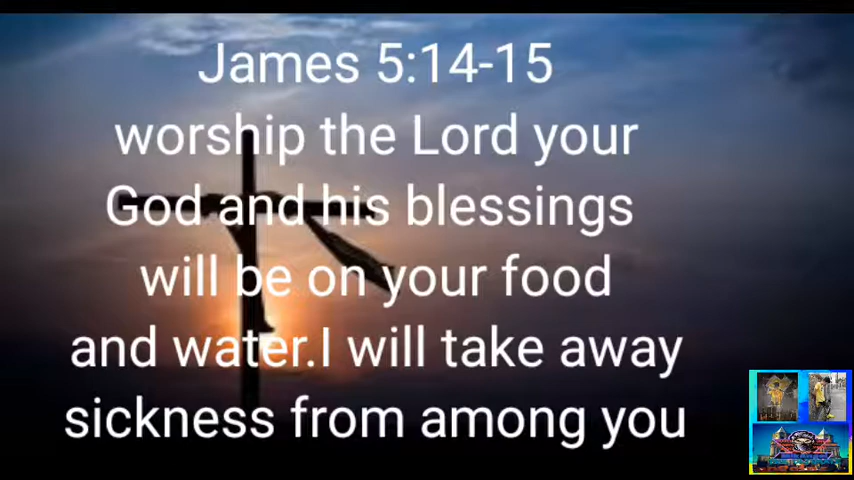 James 5:14-15
worship the Lord your
God and his blessings
will be on your food
and water.I will take away
sickness from among you